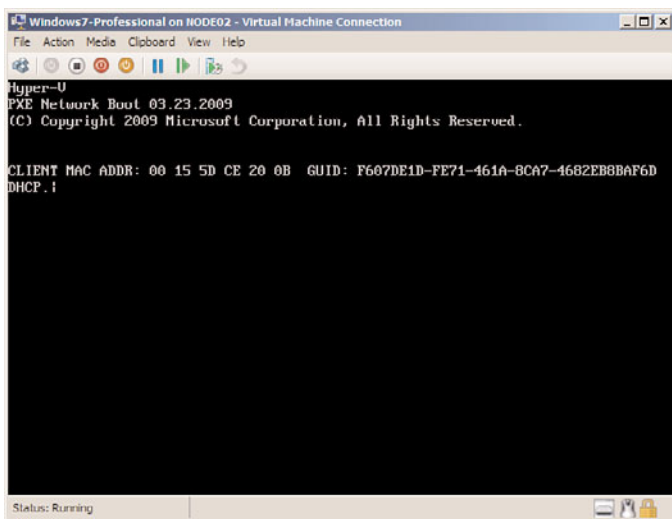 Windows7-Professional on NODE02 - Virtual Machine Connection
File Action Media Clipboard View Help
Hyper-V
PXE Network Boot 03.23.2009
(C) Copyright 2009 Microsoft Corporation, All Rights Reserved.
CLIENT MAC ADDR: 00 15 5D CE 20 0B GUID: F607DE1D-FE71-461A-8CA7-4682EB8BAF6D
DHCP.|
Status: Running